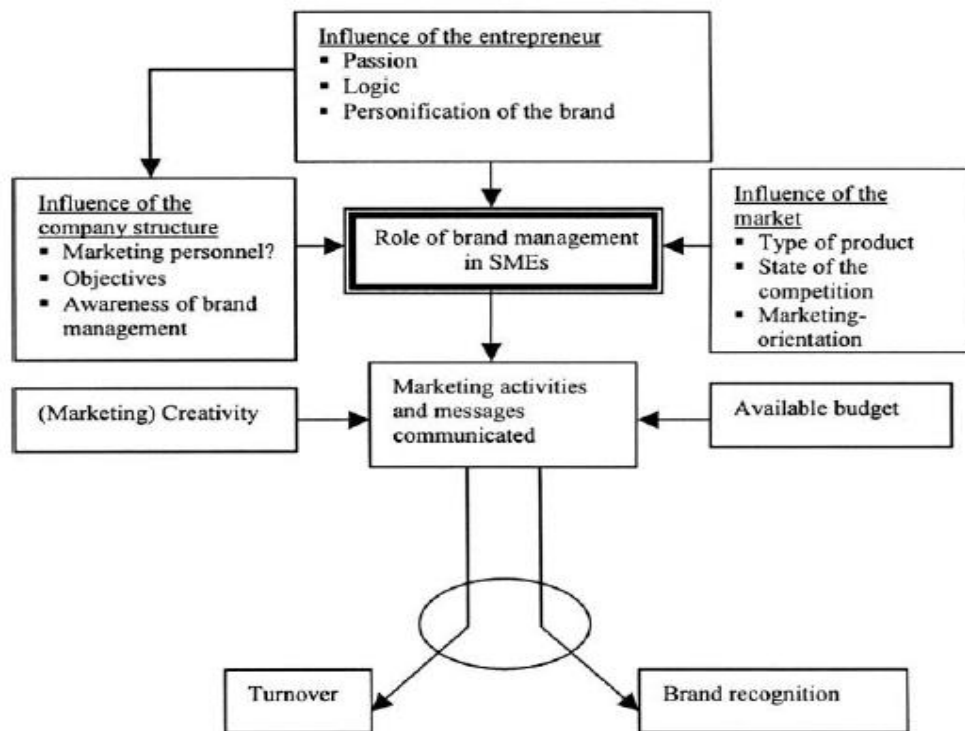 Influence of the entrepreneur
▪ Passion
▪ Logic
▪ Personification of the brand
Influence of the
company structure
▪ Marketing personnel?
▪ Objectives
▪ Awareness of brand
management
Role of brand management
in SMEs
Influence of the
market
▪ Type of product
▪ State of the
competition
▪ Marketing-
orientation
(Marketing) Creativity
Marketing activities
and messages
communicated
Available budget
Turnover
Brand recognition